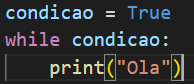 condicao = True
while condicao:
    print("Ola")